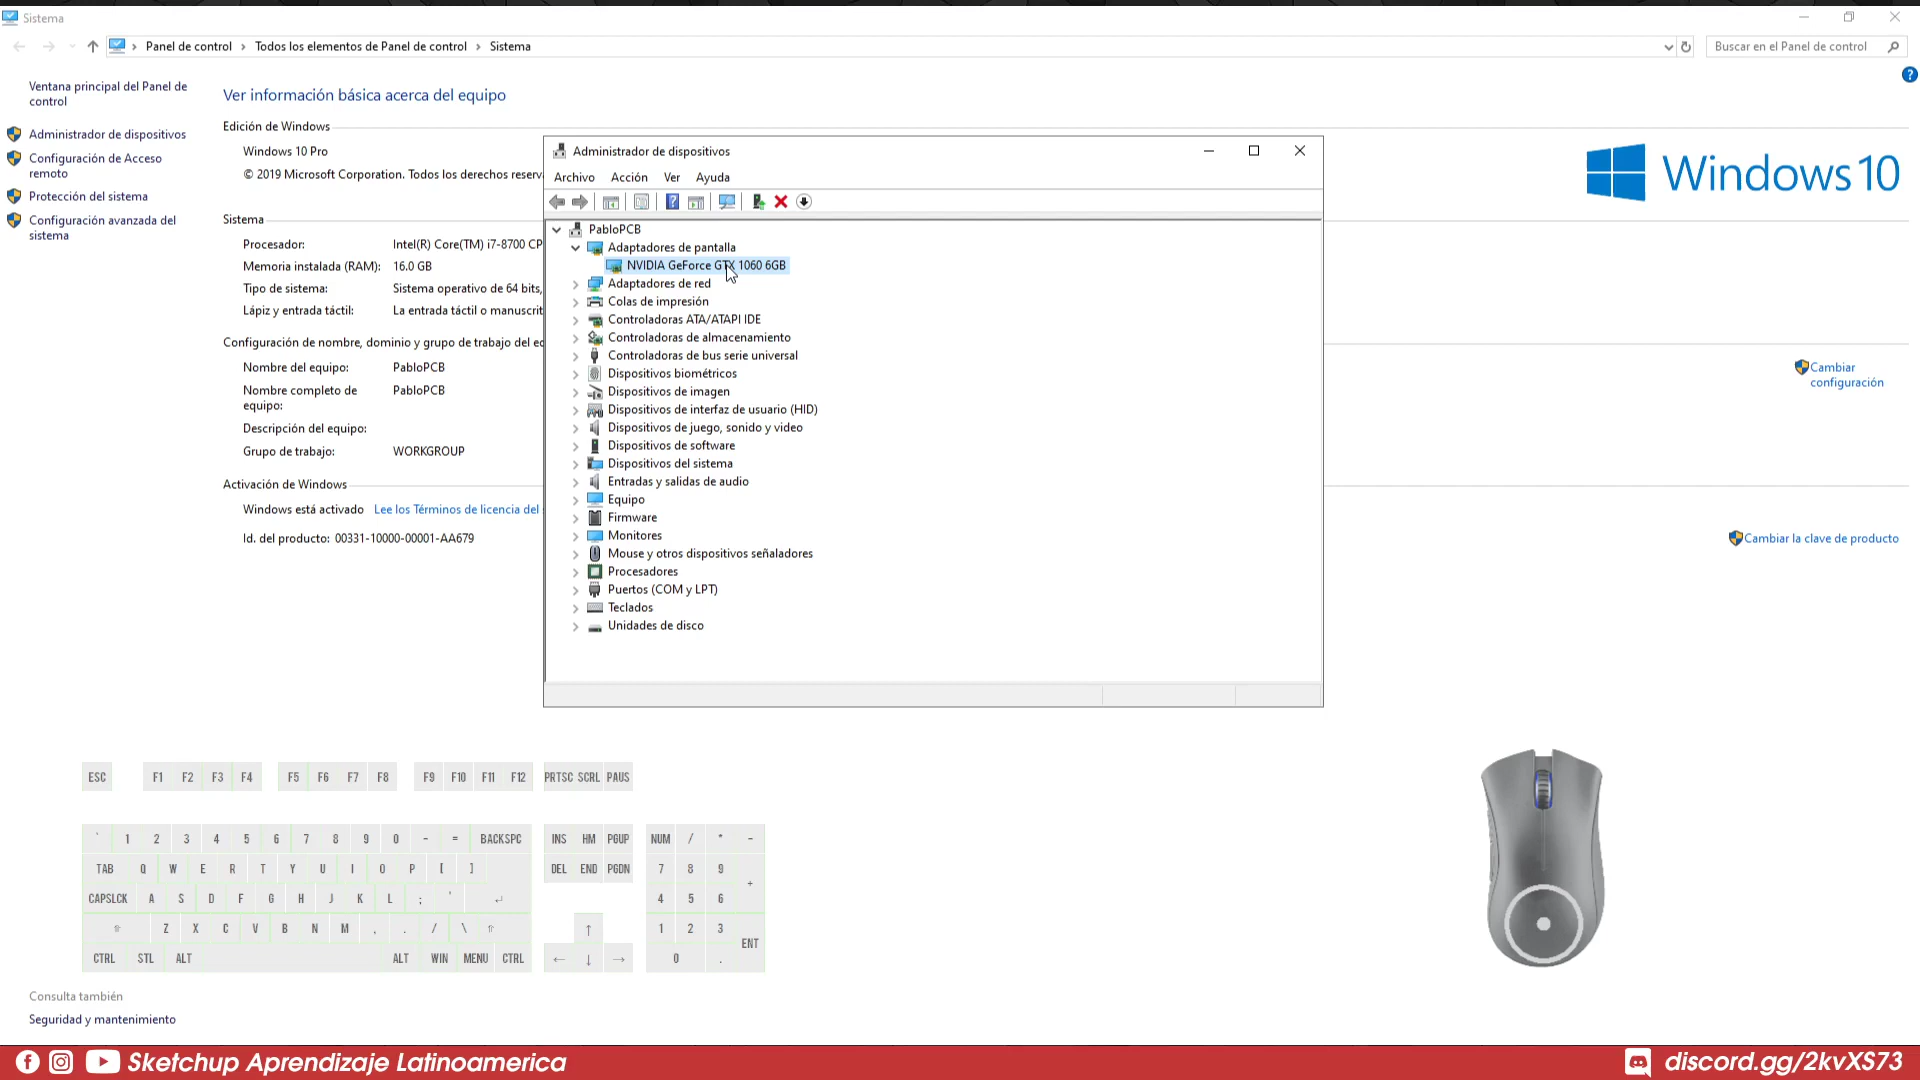 Sistema
Panel de control > Todos los elementos de Panel de control > Sistema
Buscar en el Panel de control
Ventana principal del Panel de
control
Administrador de dispositivos
Configuración de Acceso
remoto
Protección del sistema
Configuración avanzada del
sistema
Ver información básica acerca del equipo
Edición de Windows
Windows 10 Pro
© 2019 Microsoft Corporation. Todos los derechos reserv
Windows 10
Sistema
Procesador: Intel(R) Core(TM) i7-8700 CP
Memoria instalada (RAM): 16.0 GB
Tipo de sistema: Sistema operativo de 64 bits,
Lápiz y entrada táctil: La entrada táctil o manuscrit
Configuración de nombre, dominio y grupo de trabajo del ec
Nombre del equipo: PabloPCB
Nombre completo de
equipo: PabloPCB
Descripción del equipo:
Grupo de trabajo: WORKGROUP
Cambiar
configuración
Activación de Windows
Windows está activado Lee los Términos de licencia del
Id. del producto: 00331-10000-00001-AA679
Cambiar la clave de producto
Administrador de dispositivos
Archivo Acción Ver Ayuda
PabloPCB
Adaptadores de pantalla
NVIDIA GeForce GTX 1060 6GB
Adaptadores de red
Colas de impresión
Controladoras ATA/ATAPI IDE
Controladoras de almacenamiento
Controladoras de bus serie universal
Dispositivos biométricos
Dispositivos de imagen
Dispositivos de interfaz de usuario (HID)
Dispositivos de juego, sonido y video
Dispositivos de software
Dispositivos del sistema
Entradas y salidas de audio
Equipo
Firmware
Monitores
Mouse y otros dispositivos señaladores
Procesadores
Puertos (COM y LPT)
Teclados
Unidades de disco
ESC F1 F2 F3 F4 F5 F6 F7 F8 F9 F10 F11 F12 PRTSC SCRL PAUS
` 1 2 3 4 5 6 7 8 9 0 - = BACKSPC INS HM PGUP NUM / * -
TAB Q W E R T Y U I O P [ ] DEL END PGDN 7 8 9 +
CAPSLCK A S D F G H J K L ; ' ↵ 4 5 6
⇧ Z X C V B N M , . / \ ⇧ ↑ 1 2 3 ENT
CTRL STL ALT ALT WIN MENU CTRL ← ↓ → 0 .
Consulta también
Seguridad y mantenimiento
Sketchup Aprendizaje Latinoamerica
discord.gg/2kvXS73